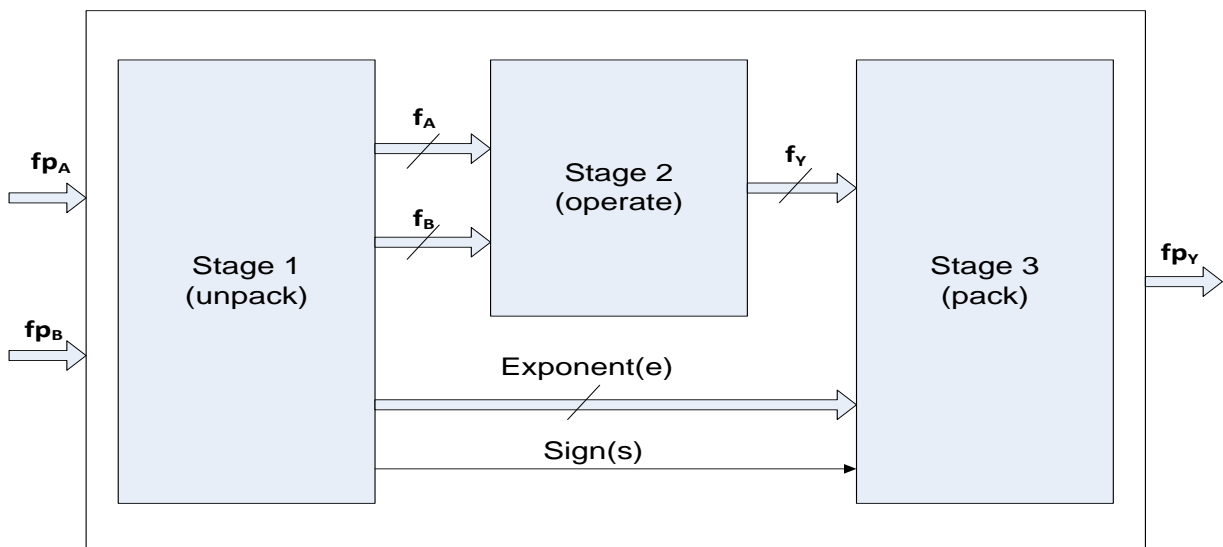 fpA
fpB
Stage 1
(unpack)
fA
fB
Stage 2
(operate)
fY
Exponent(e)
Sign(s)
Stage 3
(pack)
fpY